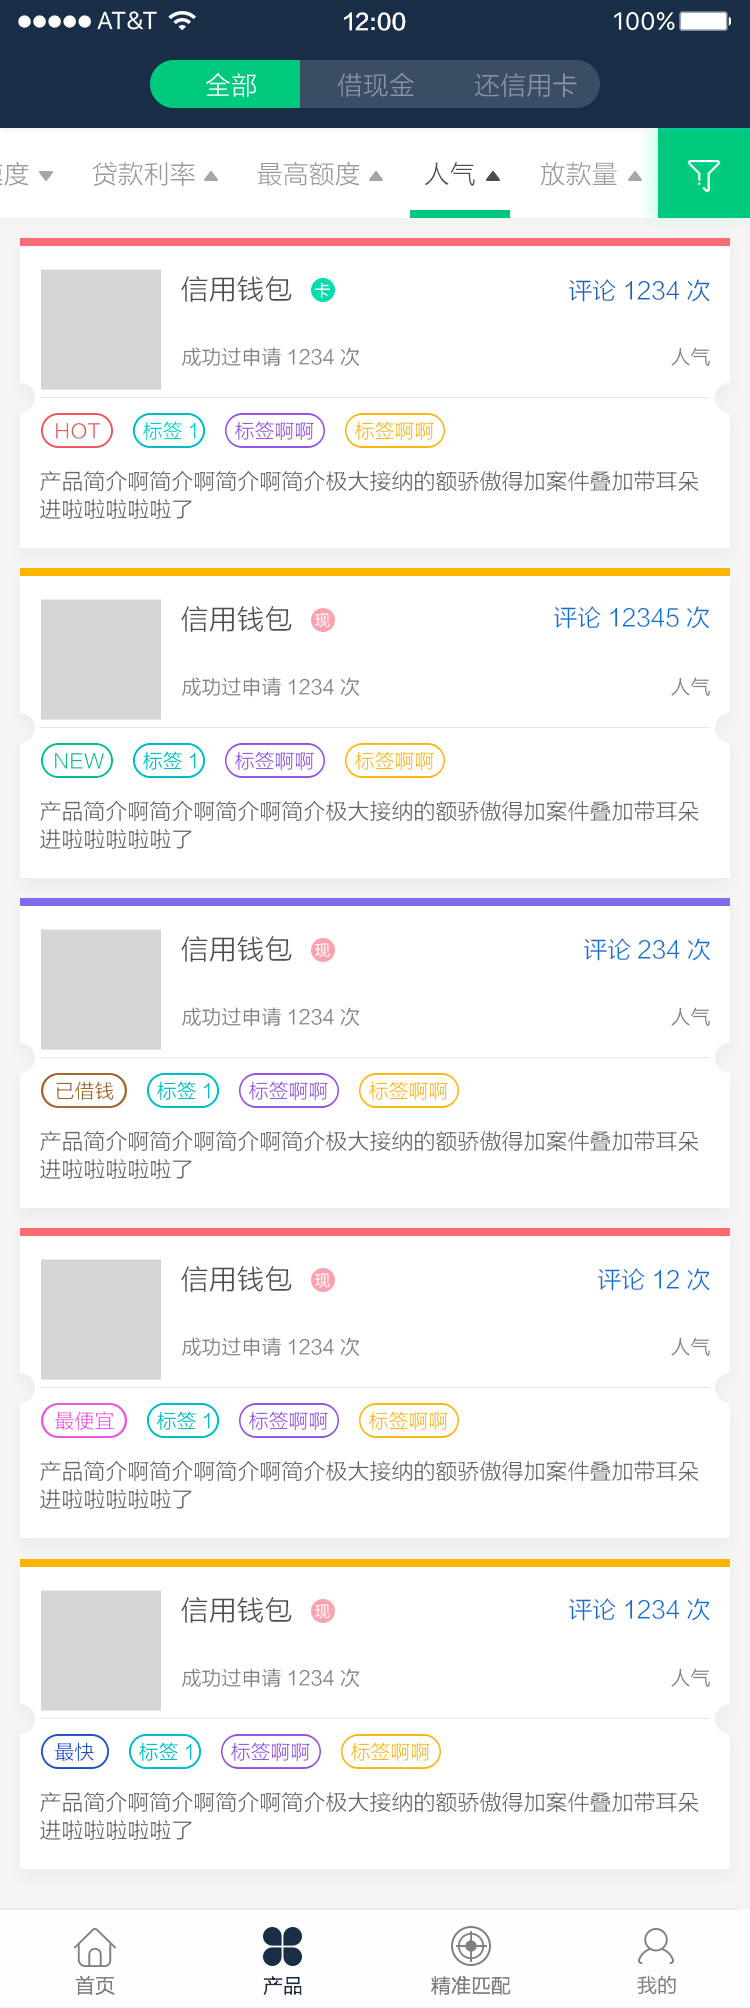 AT&T 12:00 100%
全部 借现金 还信用卡
度 贷款利率 最高额度 人气 放款量
信用钱包 卡 评论 1234 次
成功过申请 1234 次 人气
HOT 标签 1 标签啊啊 标签啊啊
产品简介啊简介啊简介啊简介极大接纳的额骄傲得加案件叠加带耳朵
进啦啦啦啦啦了
信用钱包 现 评论 12345 次
成功过申请 1234 次 人气
NEW 标签 1 标签啊啊 标签啊啊
产品简介啊简介啊简介啊简介极大接纳的额骄傲得加案件叠加带耳朵
进啦啦啦啦啦了
信用钱包 现 评论 234 次
成功过申请 1234 次 人气
已借钱 标签 1 标签啊啊 标签啊啊
产品简介啊简介啊简介啊简介极大接纳的额骄傲得加案件叠加带耳朵
进啦啦啦啦啦了
信用钱包 现 评论 12 次
成功过申请 1234 次 人气
最便宜 标签 1 标签啊啊 标签啊啊
产品简介啊简介啊简介啊简介极大接纳的额骄傲得加案件叠加带耳朵
进啦啦啦啦啦了
信用钱包 现 评论 1234 次
成功过申请 1234 次 人气
最快 标签 1 标签啊啊 标签啊啊
产品简介啊简介啊简介啊简介极大接纳的额骄傲得加案件叠加带耳朵
进啦啦啦啦啦了
首页 产品 精准匹配 我的